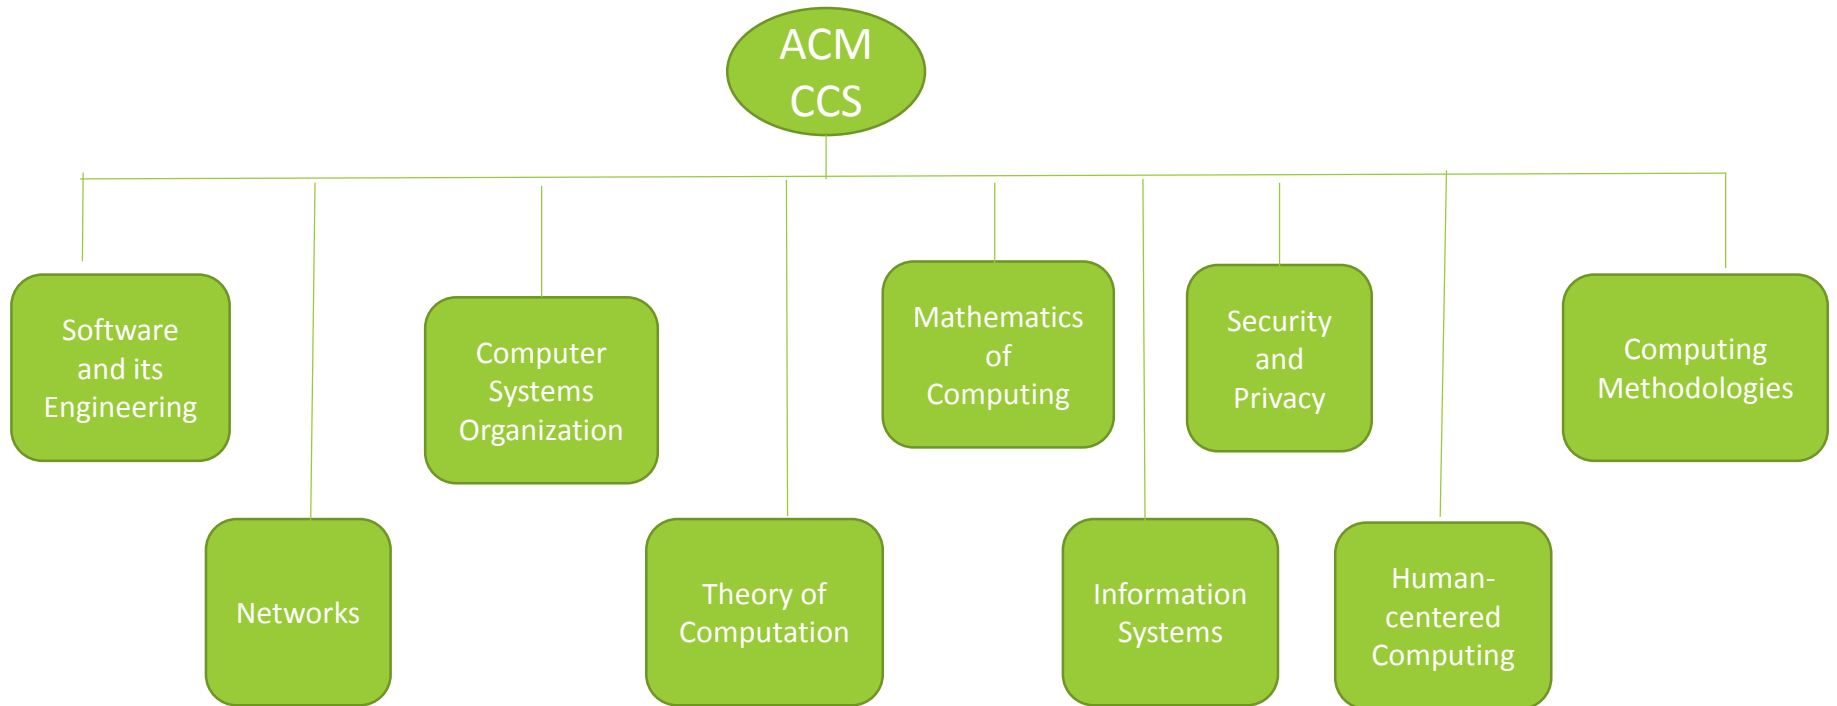 ACM
CCS
Software
and its
Engineering
Networks
Computer
Systems
Organization
Theory of
Computation
Mathematics
of
Computing
Information
Systems
Security
and
Privacy
Human-
centered
Computing
Computing
Methodologies